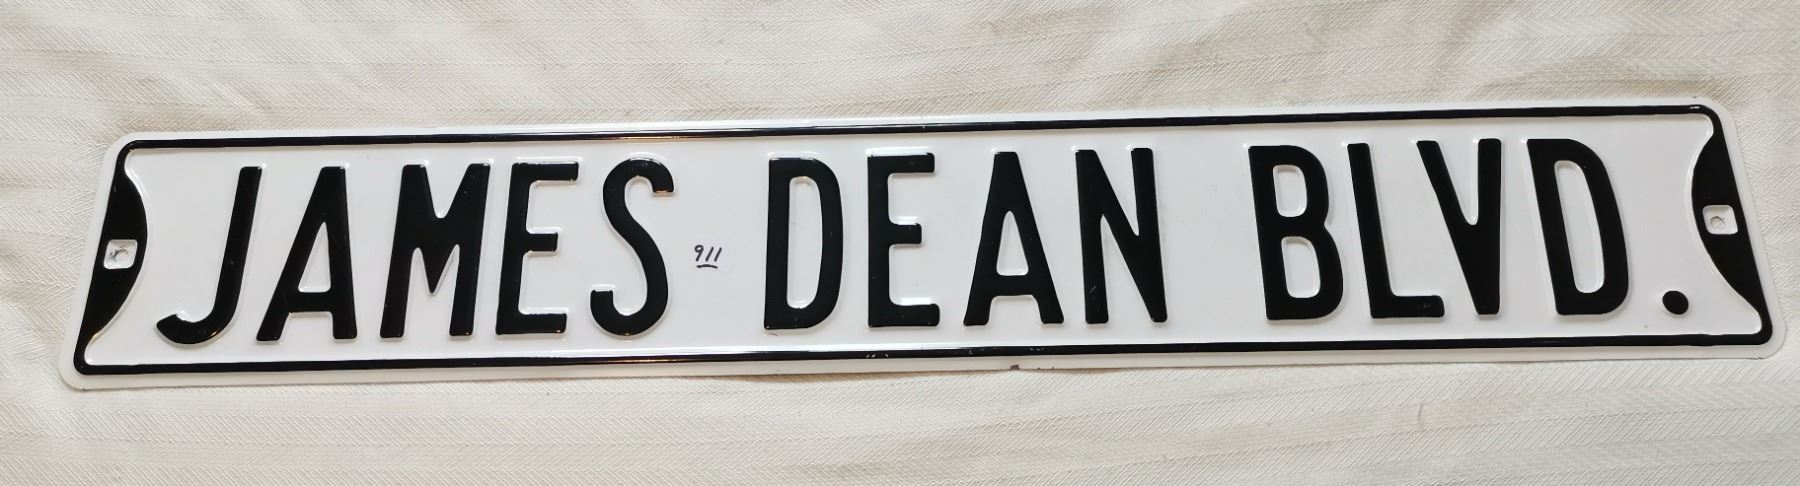 JAMES DEAN BLVD.
911